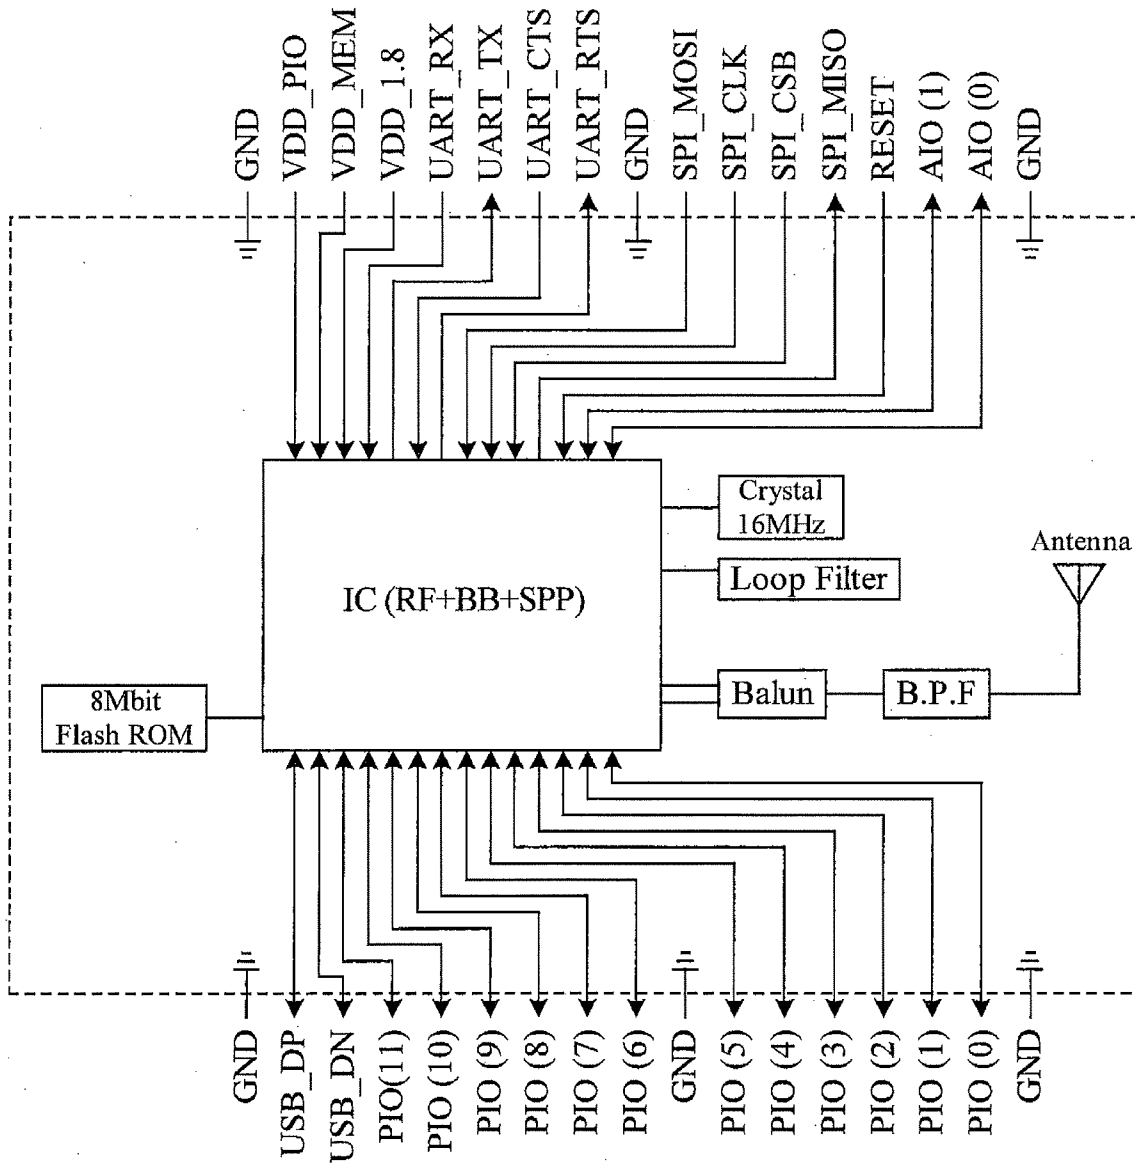 GND
VDD_PIO
VDD_MEM
VDD_1.8
UART_RX
UART_TX
UART_CTS
UART_RTS
GND
SPI_MOSI
SPI_CLK
SPI_CSB
SPI_MISO
RESET
AIO (1)
AIO (0)
GND
Crystal
16MHz
Antenna
Loop Filter
IC (RF+BB+SPP)
Balun
B.P.F
8Mbit
Flash ROM
GND
USB_DP
USB_DN
PIO(11)
PIO (10)
PIO (9)
PIO (8)
PIO (7)
PIO (6)
GND
PIO (5)
PIO (4)
PIO (3)
PIO (2)
PIO (1)
PIO (0)
GND